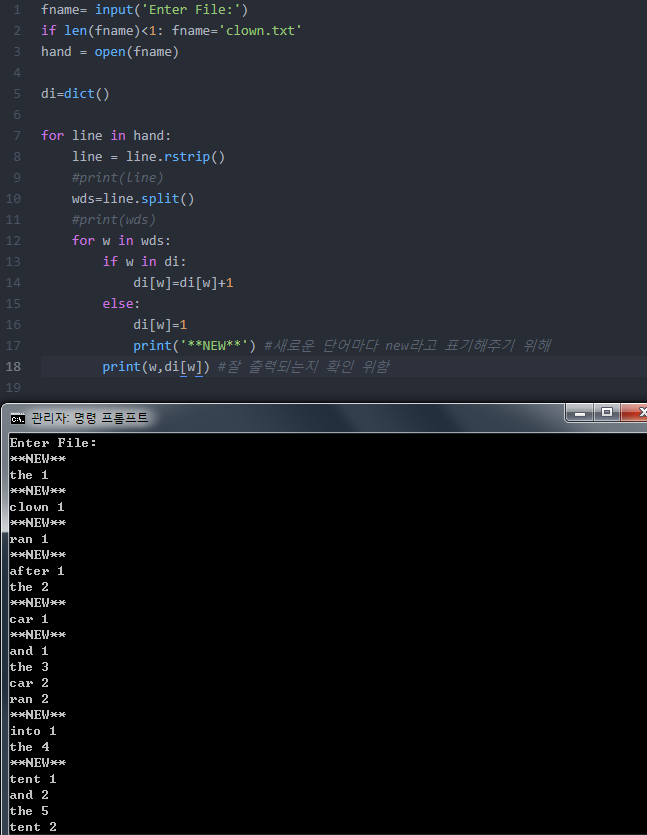 1 fname= input('Enter File:')
2 if len(fname)<1: fname='clown.txt'
3 hand = open(fname)
4
5 di=dict()
6
7 for line in hand:
8 line = line.rstrip()
9 #print(line)
10 wds=line.split()
11 #print(wds)
12 for w in wds:
13 if w in di:
14 di[w]=di[w]+1
15 else:
16 di[w]=1
17 print('**NEW**') #새로운 단어마다 new라고 표기해주기 위해
18 print(w,di[w]) #잘 출력되는지 확인 위함
19
C:\. 관리자: 명령 프롬프트
Enter File:
**NEW**
the 1
**NEW**
clown 1
**NEW**
ran 1
**NEW**
after 1
the 2
**NEW**
car 1
**NEW**
and 1
the 3
car 2
ran 2
**NEW**
into 1
the 4
**NEW**
tent 1
and 2
the 5
tent 2